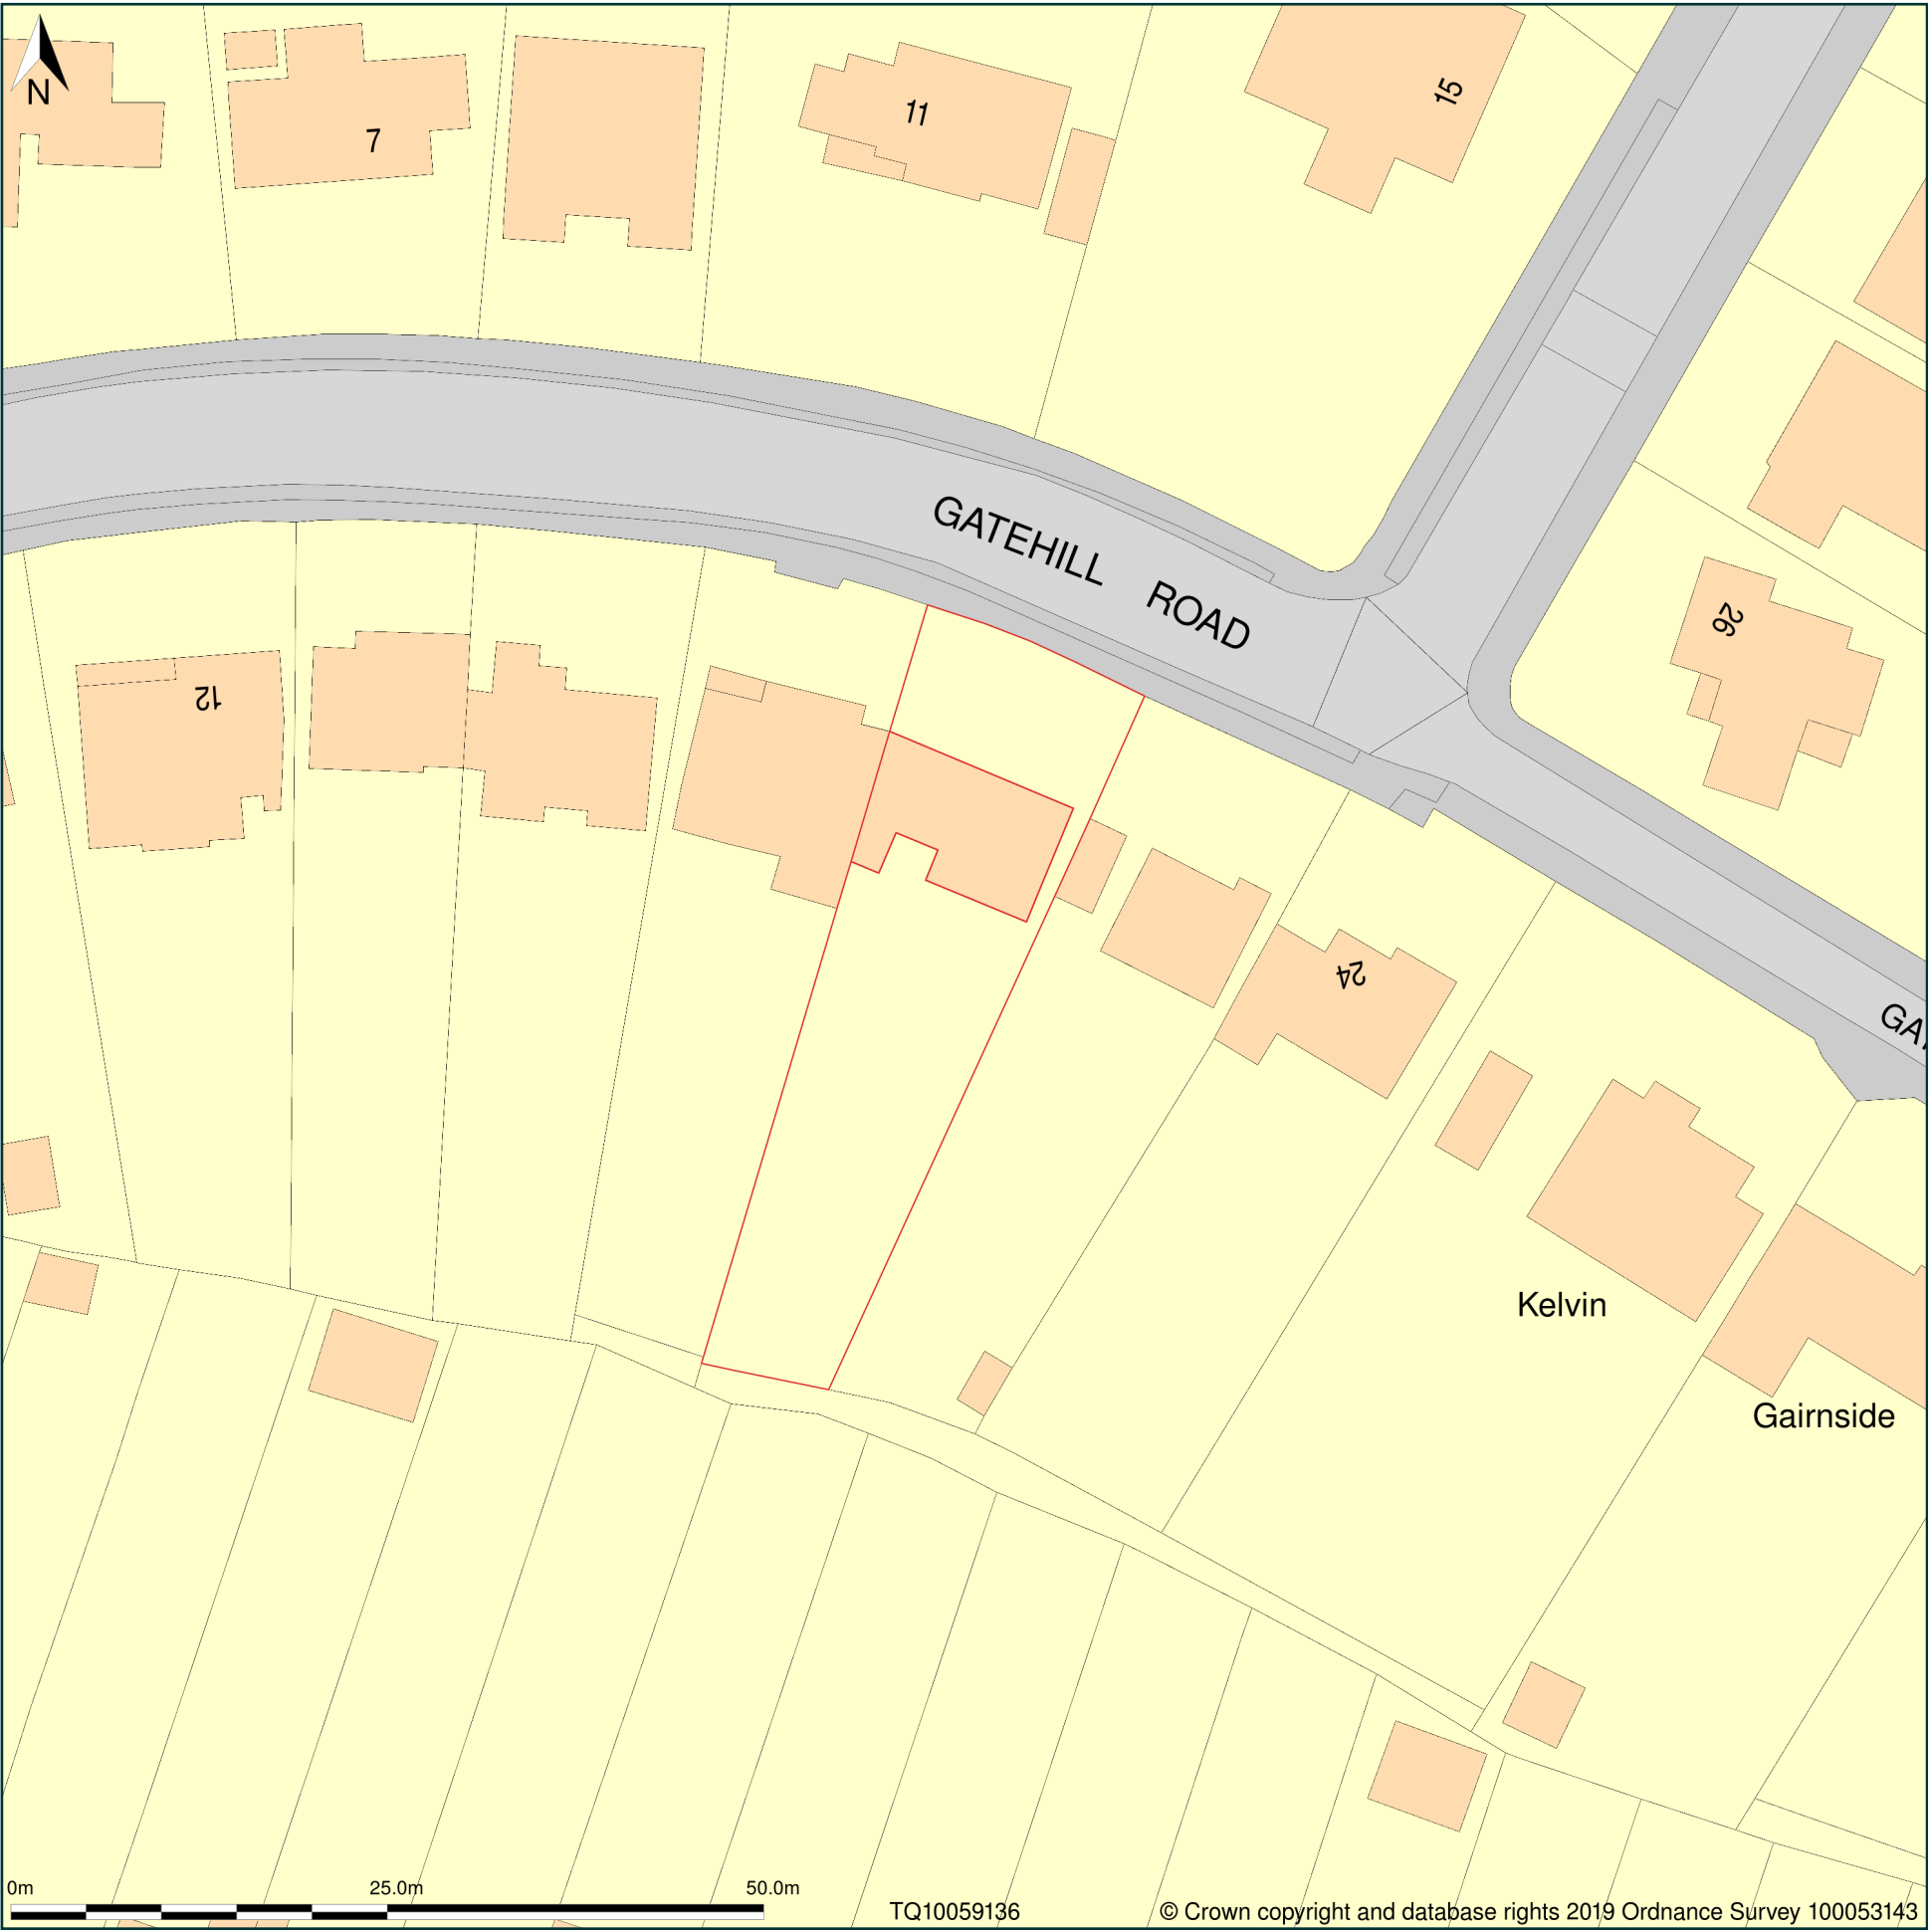 N
7
11
15
GATEHILL ROAD
26
12
24
Kelvin
Gairnside
0m 25.0m 50.0m
TQ10059136 © Crown copyright and database rights 2019 Ordnance Survey 100053143